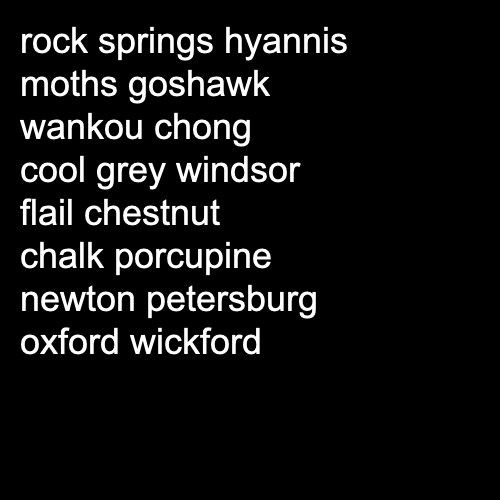 rock springs hyannis
moths goshawk
wankou chong
cool grey windsor
flail chestnut
chalk porcupine
newton petersburg
oxford wickford